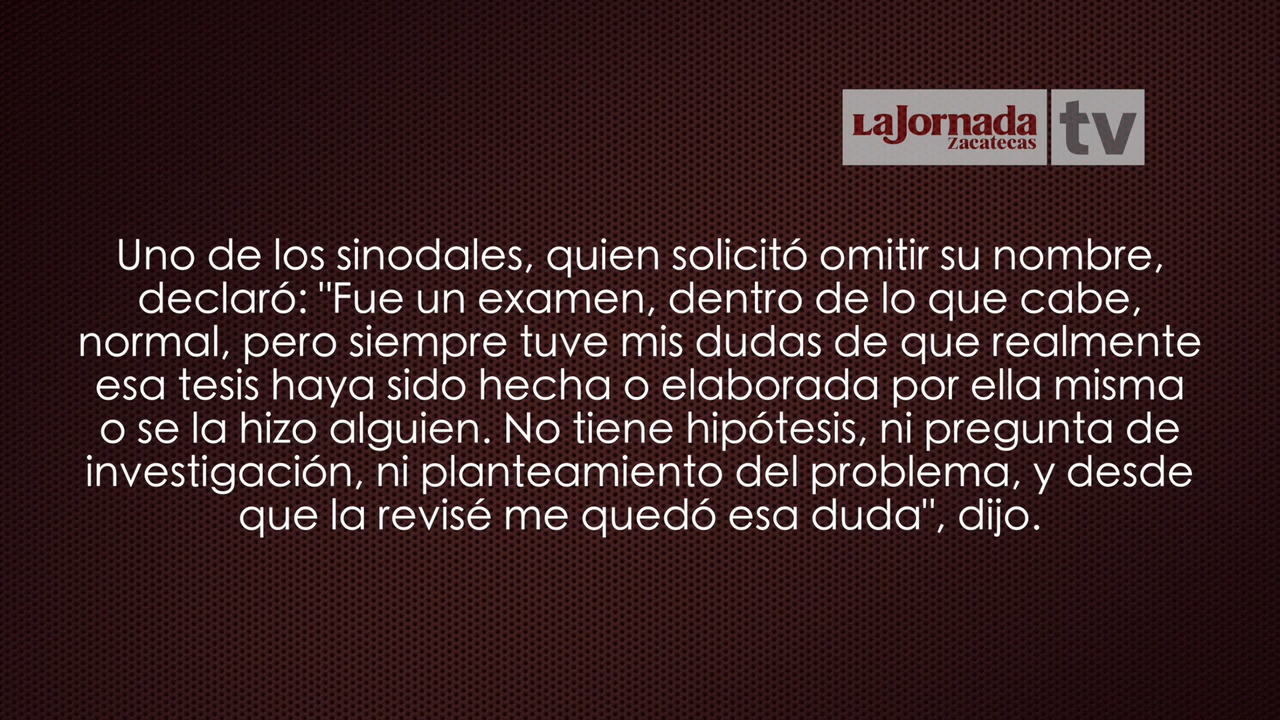 LaJornada
Zacatecas
tv
Uno de los sinodales, quien solicitó omitir su nombre,
declaró: "Fue un examen, dentro de lo que cabe,
normal, pero siempre tuve mis dudas de que realmente
esa tesis haya sido hecha o elaborada por ella misma
o se la hizo alguien. No tiene hipótesis, ni pregunta de
investigación, ni planteamiento del problema, y desde
que la revisé me quedó esa duda", dijo.